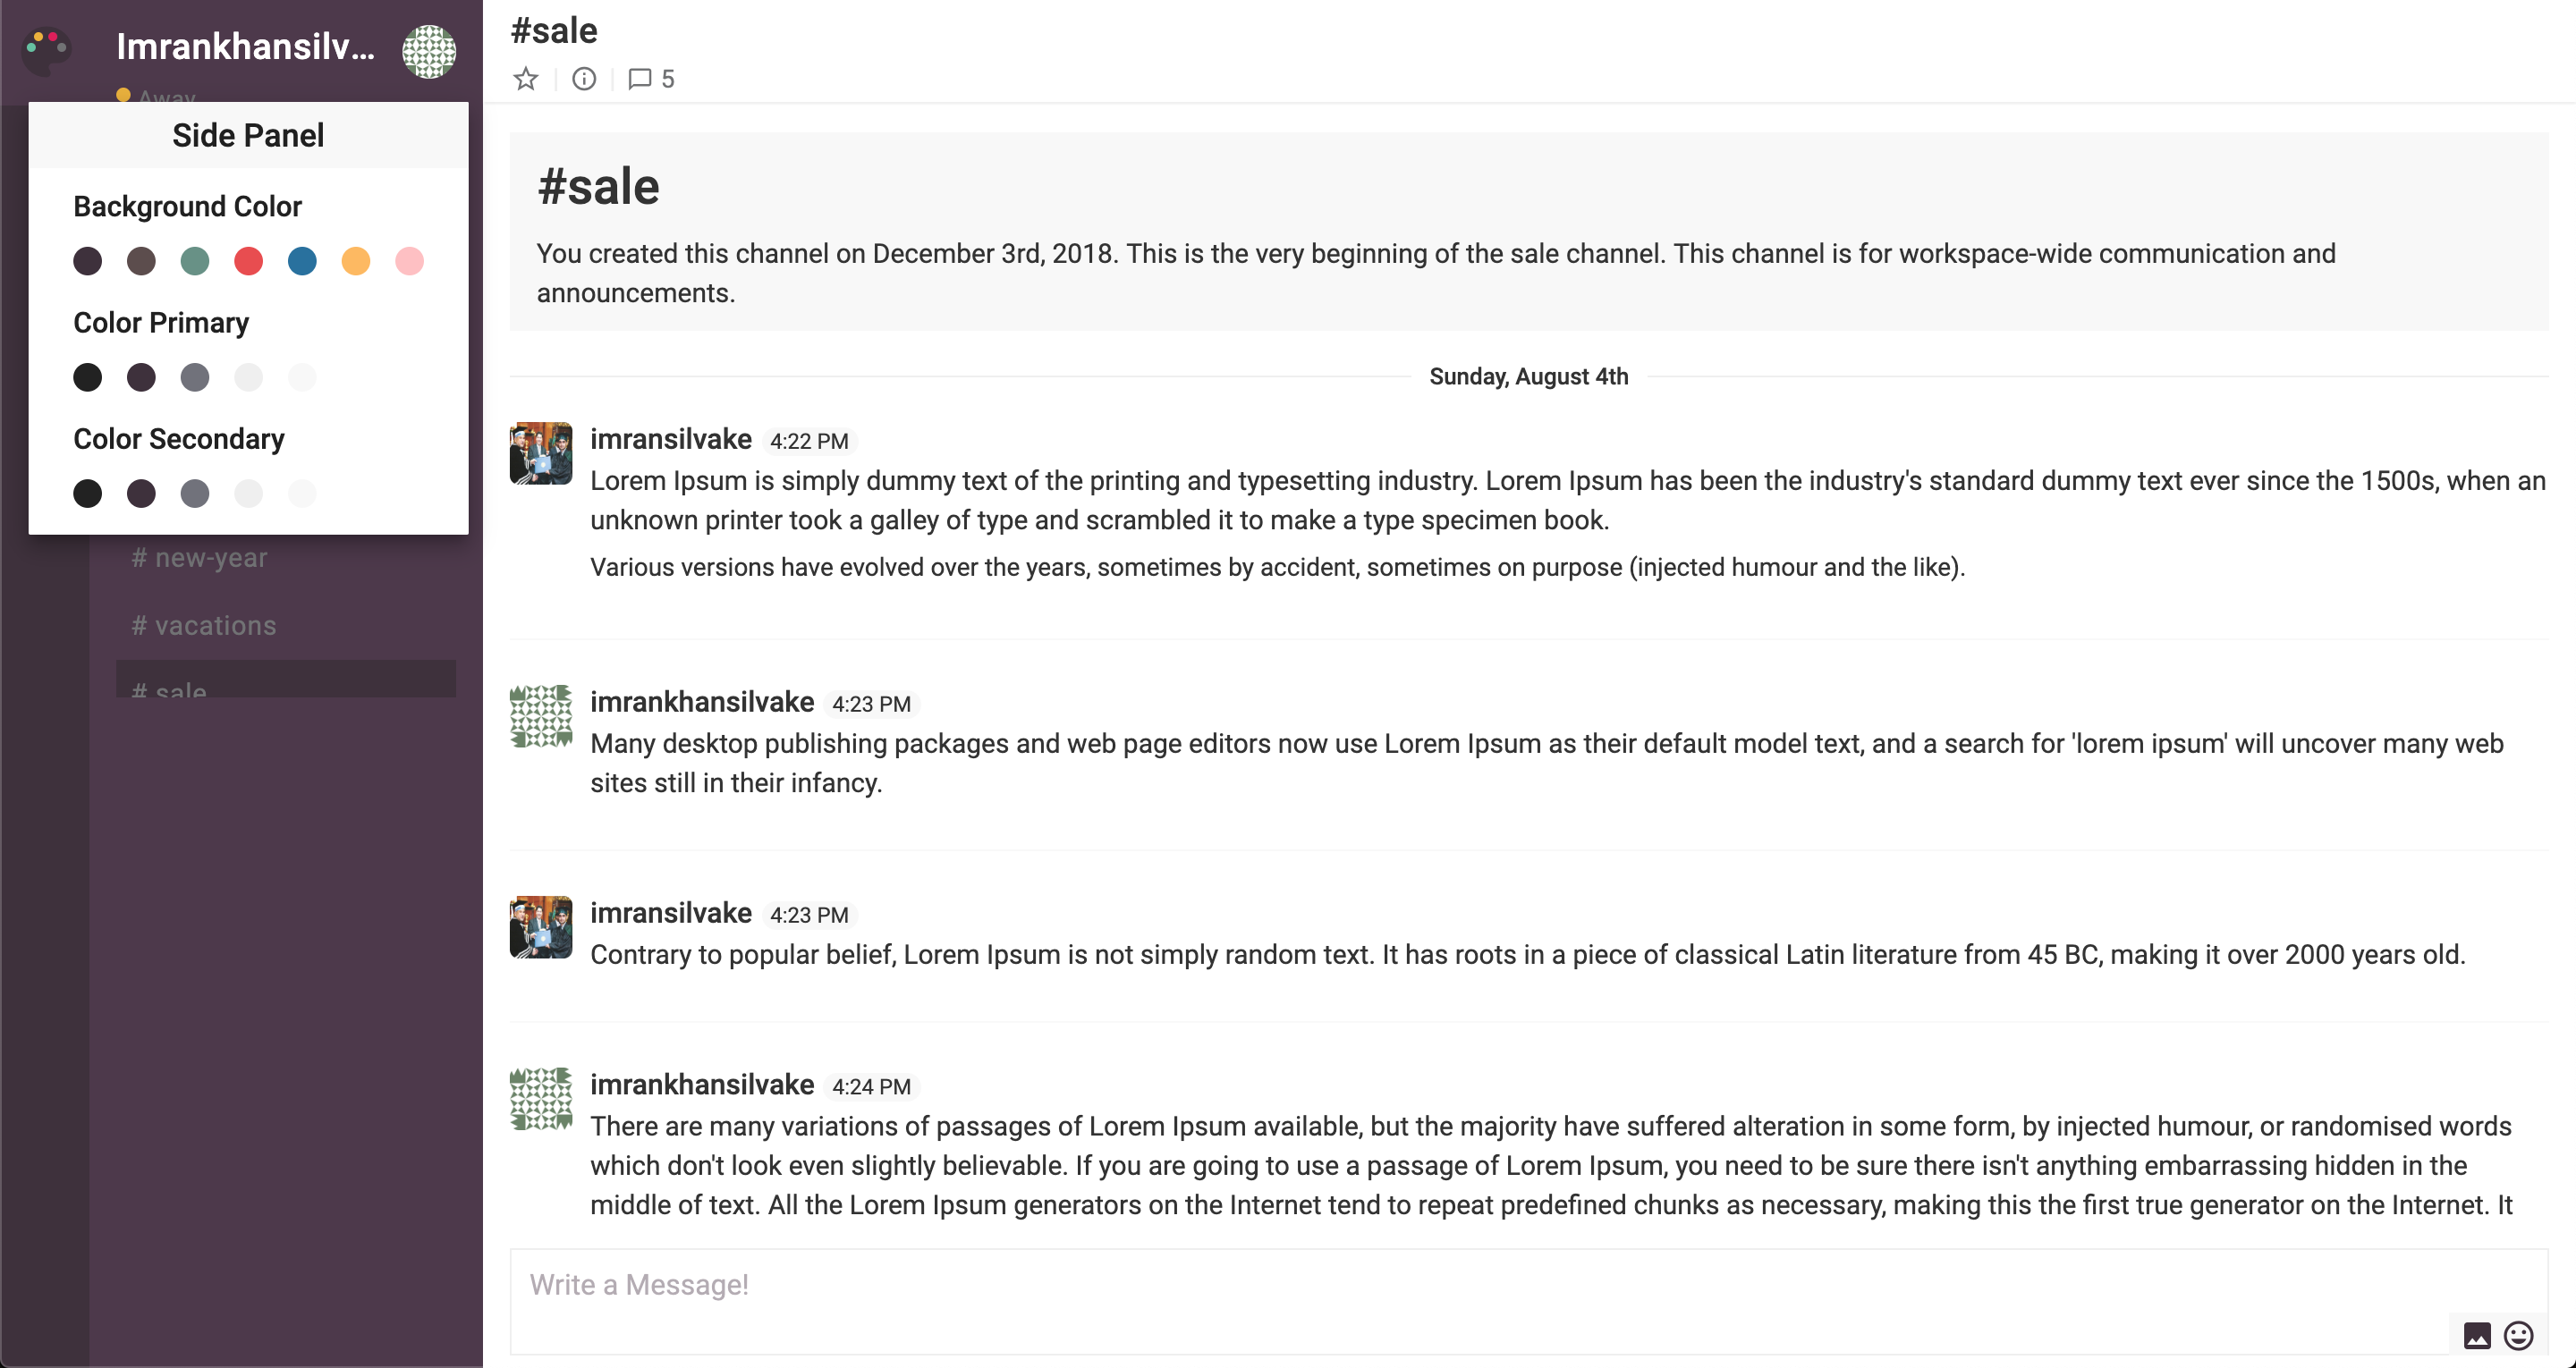 Imrankhansilv...
Away
Side Panel
Background Color
Color Primary
Color Secondary
# new-year
# vacations
# sale
#sale
5
#sale
You created this channel on December 3rd, 2018. This is the very beginning of the sale channel. This channel is for workspace-wide communication and
announcements.
Sunday, August 4th
imransilvake 4:22 PM
Lorem Ipsum is simply dummy text of the printing and typesetting industry. Lorem Ipsum has been the industry's standard dummy text ever since the 1500s, when an
unknown printer took a galley of type and scrambled it to make a type specimen book.
Various versions have evolved over the years, sometimes by accident, sometimes on purpose (injected humour and the like).
imrankhansilvake 4:23 PM
Many desktop publishing packages and web page editors now use Lorem Ipsum as their default model text, and a search for 'lorem ipsum' will uncover many web
sites still in their infancy.
imransilvake 4:23 PM
Contrary to popular belief, Lorem Ipsum is not simply random text. It has roots in a piece of classical Latin literature from 45 BC, making it over 2000 years old.
imrankhansilvake 4:24 PM
There are many variations of passages of Lorem Ipsum available, but the majority have suffered alteration in some form, by injected humour, or randomised words
which don't look even slightly believable. If you are going to use a passage of Lorem Ipsum, you need to be sure there isn't anything embarrassing hidden in the
middle of text. All the Lorem Ipsum generators on the Internet tend to repeat predefined chunks as necessary, making this the first true generator on the Internet. It
Write a Message!